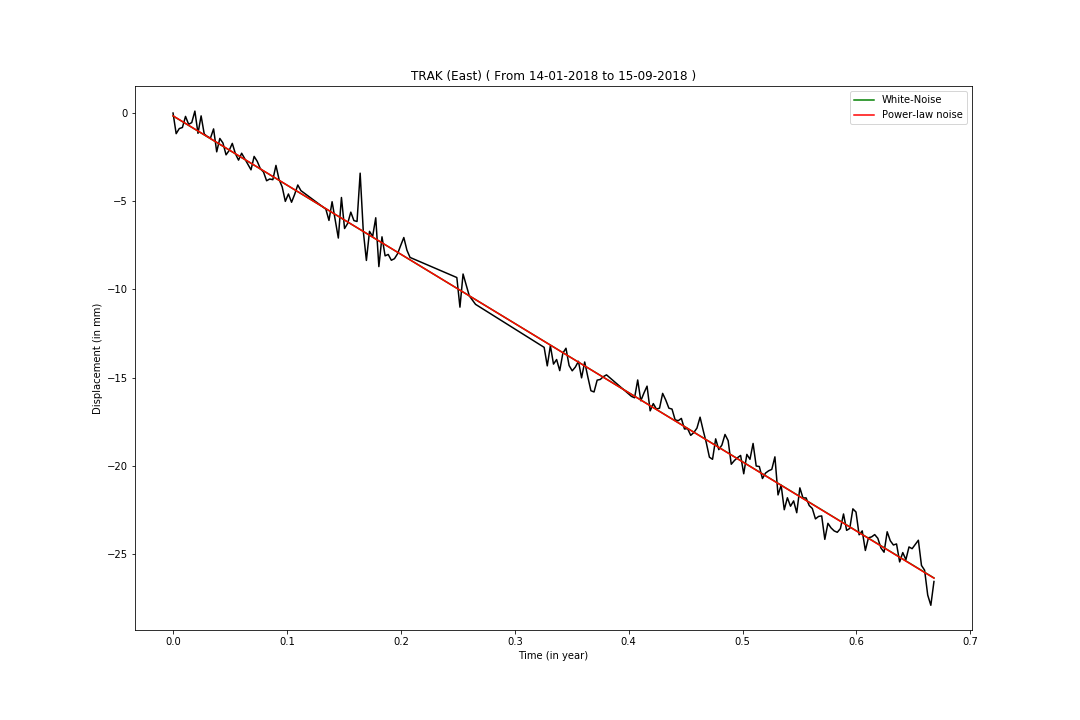 TRAK (East) ( From 14-01-2018 to 15-09-2018 )
White-Noise
Power-law noise
0
−5
−10
−15
−20
−25
Displacement (in mm)
0.0 0.1 0.2 0.3 0.4 0.5 0.6 0.7
Time (in year)